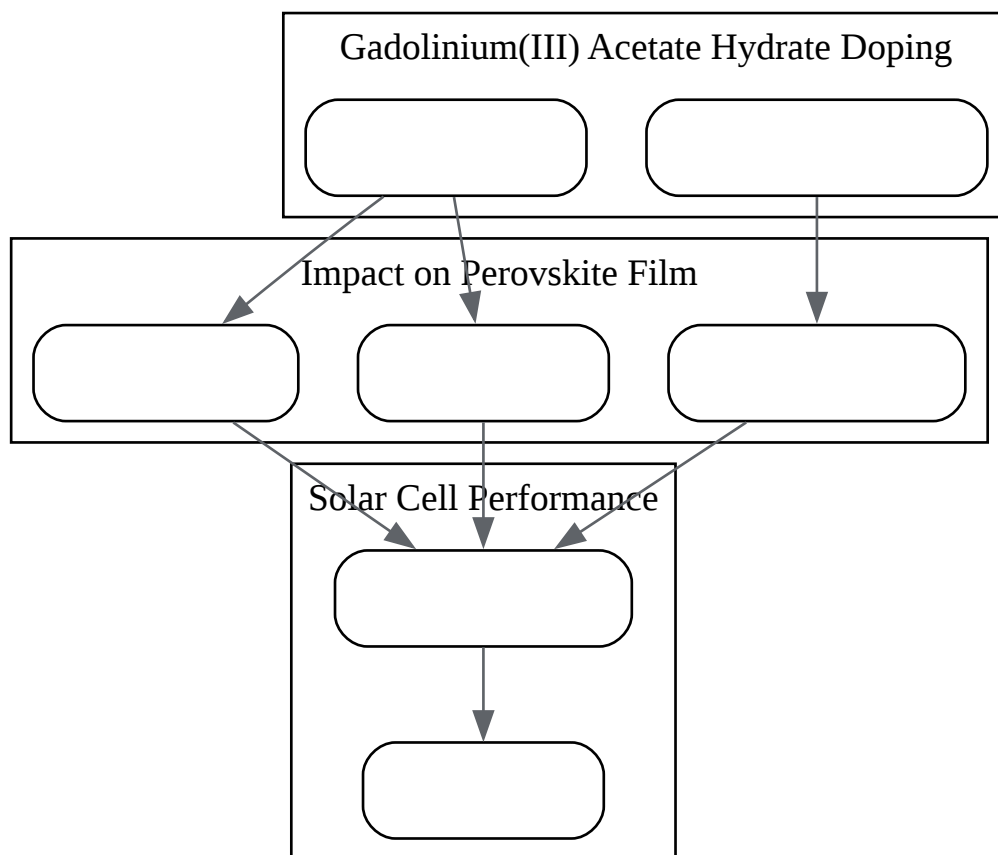 Gadolinium(III) Acetate Hydrate Doping
Impact on Perovskite Film
Solar Cell Performance